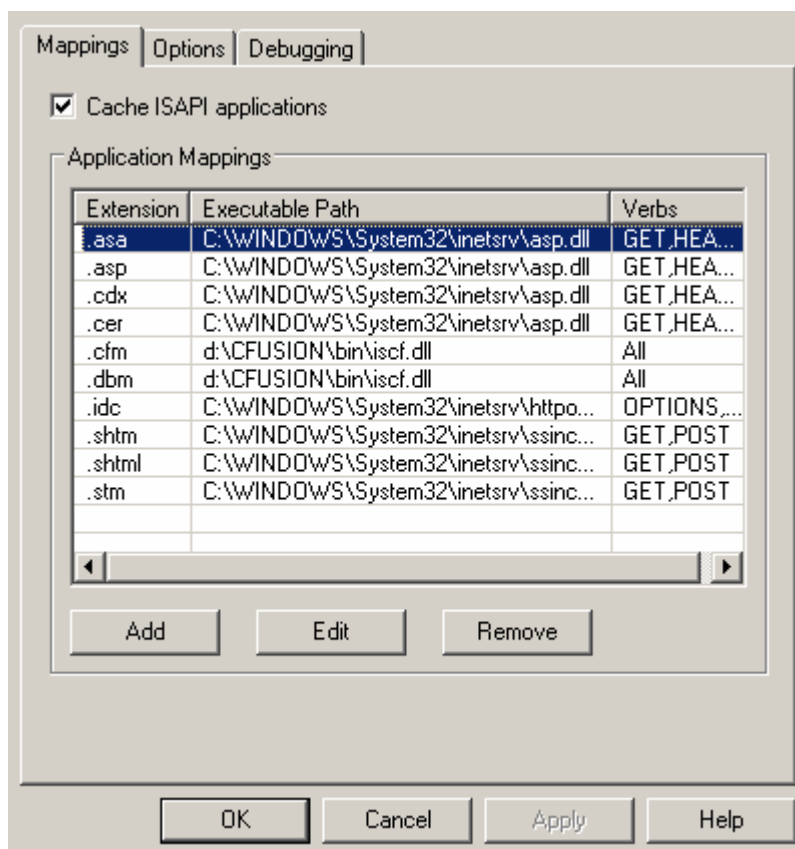 Mappings Options Debugging
Cache ISAPI applications
Application Mappings
Extension Executable Path Verbs
.asa C:\WINDOWS\System32\inetsrv\asp.dll GET,HEA...
.asp C:\WINDOWS\System32\inetsrv\asp.dll GET,HEA...
.cdx C:\WINDOWS\System32\inetsrv\asp.dll GET,HEA...
.cer C:\WINDOWS\System32\inetsrv\asp.dll GET,HEA...
.cfm d:\CFUSION\bin\iscf.dll All
.dbm d:\CFUSION\bin\iscf.dll All
.idc C:\WINDOWS\System32\inetsrv\httpo... OPTIONS,...
.shtm C:\WINDOWS\System32\inetsrv\ssinc... GET,POST
.shtml C:\WINDOWS\System32\inetsrv\ssinc... GET,POST
.stm C:\WINDOWS\System32\inetsrv\ssinc... GET,POST
Add Edit Remove
OK Cancel Apply Help